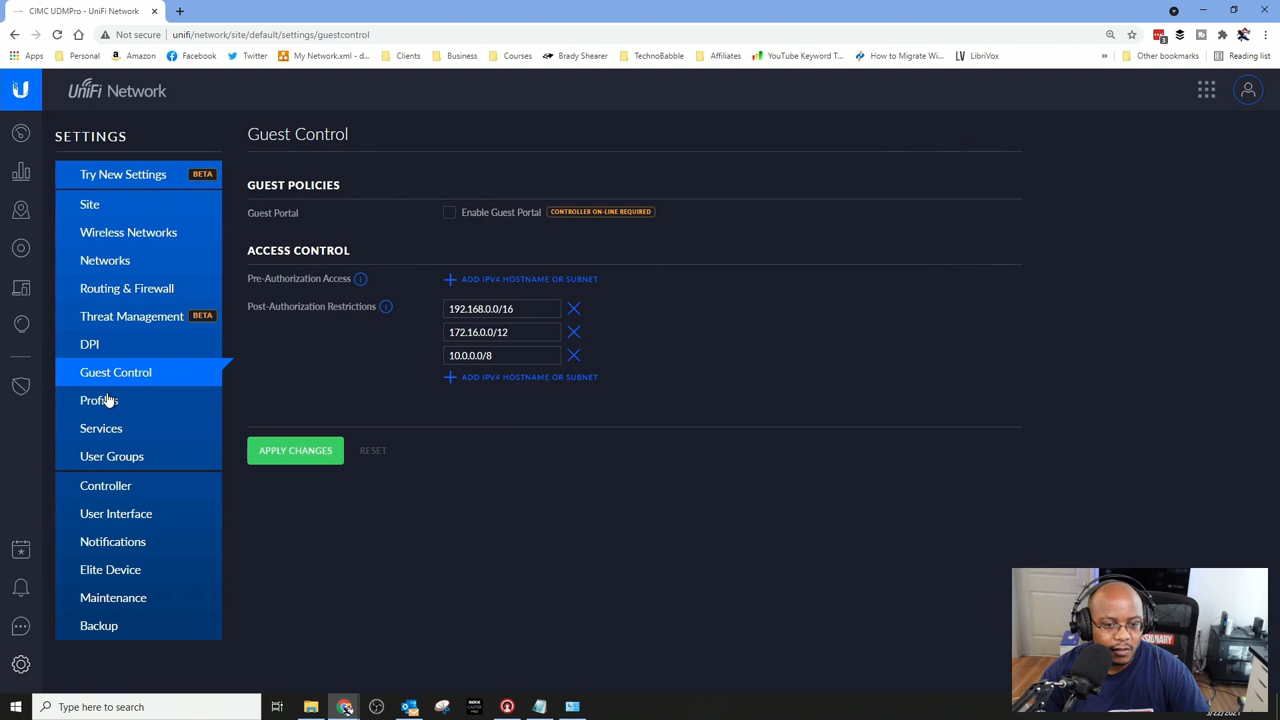 CIMC UDMPro - UniFi Network
Not secure
unifi/network/site/default/settings/guestcontrol
Apps
Personal
Amazon
Facebook
Twitter
My Network.xml - d...
Clients
Business
Courses
Brady Shearer
TechnoBabble
Affiliates
YouTube Keyword T...
How to Migrate Wi...
LibriVox
»
Other bookmarks
Reading list
U
UniFi Network
SETTINGS
Try New Settings BETA
Site
Wireless Networks
Networks
Routing & Firewall
Threat Management BETA
DPI
Guest Control
Profiles
Services
User Groups
Controller
User Interface
Notifications
Elite Device
Maintenance
Backup
Guest Control
GUEST POLICIES
Guest Portal Enable Guest Portal CONTROLLER ON-LINE REQUIRED
ACCESS CONTROL
Pre-Authorization Access ADD IPV4 HOSTNAME OR SUBNET
Post-Authorization Restrictions 192.168.0.0/16
172.16.0.0/12
10.0.0.0/8
ADD IPV4 HOSTNAME OR SUBNET
APPLY CHANGES RESET
Type here to search